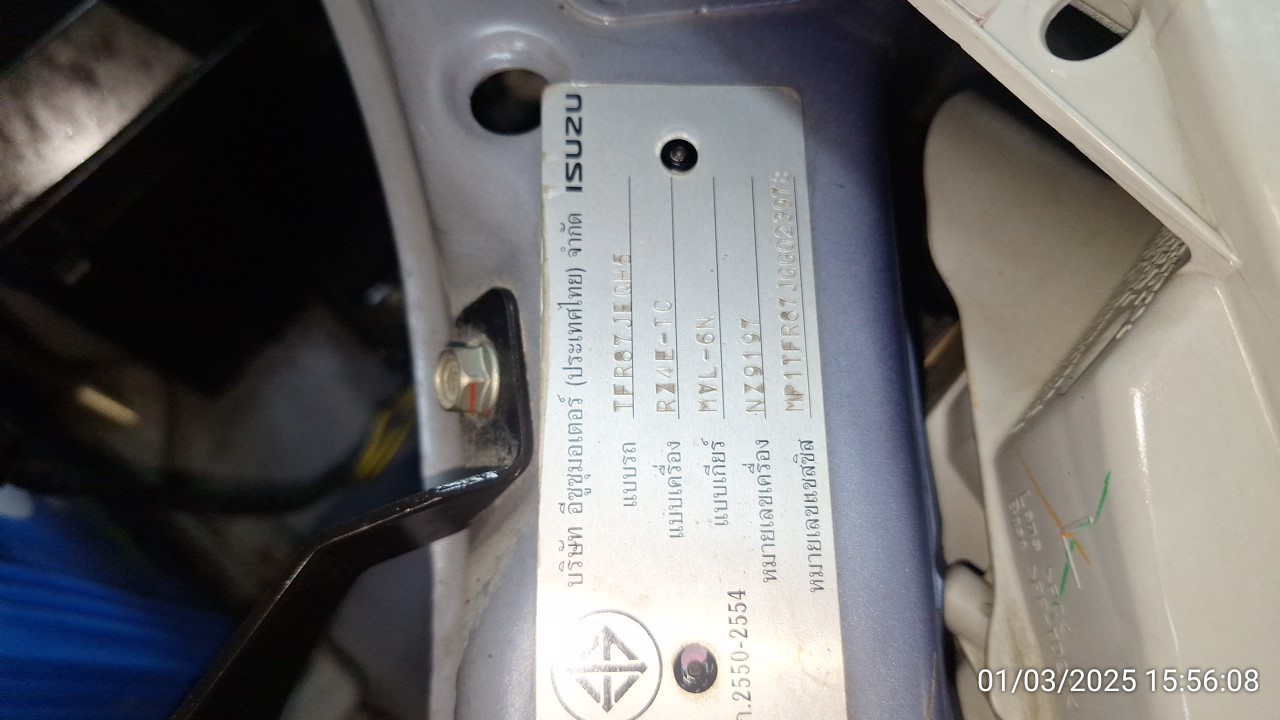 บริษัท อีซูซุมอเตอร์ (ประเทศไทย) จำกัด ISUZU
แบบรถ TFR87JEGH5
แบบเครื่อง RZ4E-TC
แบบเกียร์ MVL-6N
หมายเลขเครื่อง NZ9197
หมายเลขแชสซิส
.2550-2554
01/03/2025 15:56:08